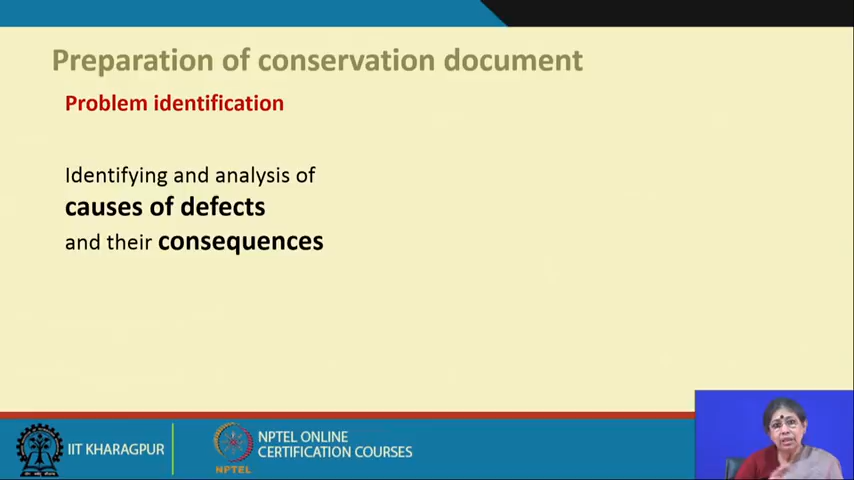 Preparation of conservation document
Problem identification
Identifying and analysis of
causes of defects
and their consequences
IIT KHARAGPUR
NPTEL
NPTEL ONLINE
CERTIFICATION COURSES